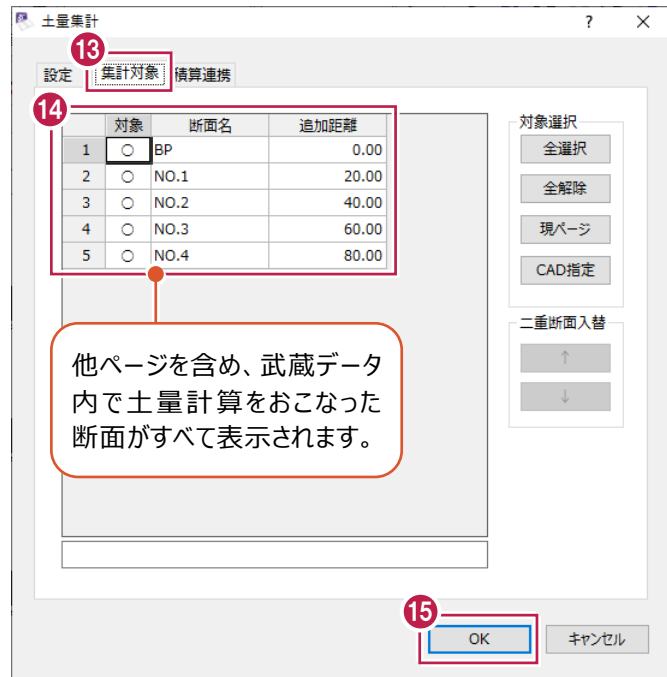 土量集計 ? ×
13
設定 集計対象 積算連携
14
対象 断面名 追加距離
1 ○ BP 0.00
2 ○ NO.1 20.00
3 ○ NO.2 40.00
4 ○ NO.3 60.00
5 ○ NO.4 80.00
対象選択
全選択
全解除
現ページ
CAD指定
二重断面入替
↑
↓
他ページを含め、武蔵データ
内で土量計算をおこなった
断面がすべて表示されます。
15
OK キャンセル